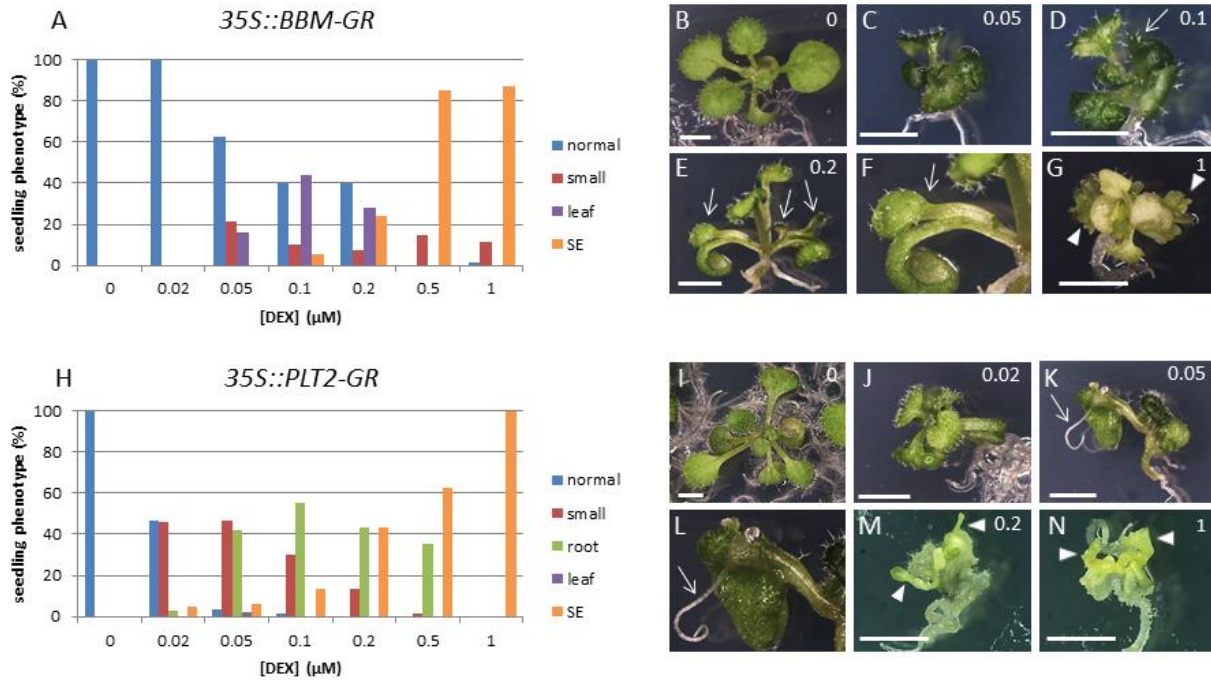 A
35S::BBM-GR
seedling phenotype (%)
100
80
60
40
20
0
0 0.02 0.05 0.1 0.2 0.5 1
[DEX] (µM)
normal
small
leaf
SE
B 0
C 0.05
D 0.1
E 0.2
F
G 1
H
35S::PLT2-GR
seedling phenotype (%)
100
80
60
40
20
0
0 0.02 0.05 0.1 0.2 0.5 1
[DEX] (µM)
normal
small
root
leaf
SE
I 0
J 0.02
K 0.05
L
M 0.2
N 1